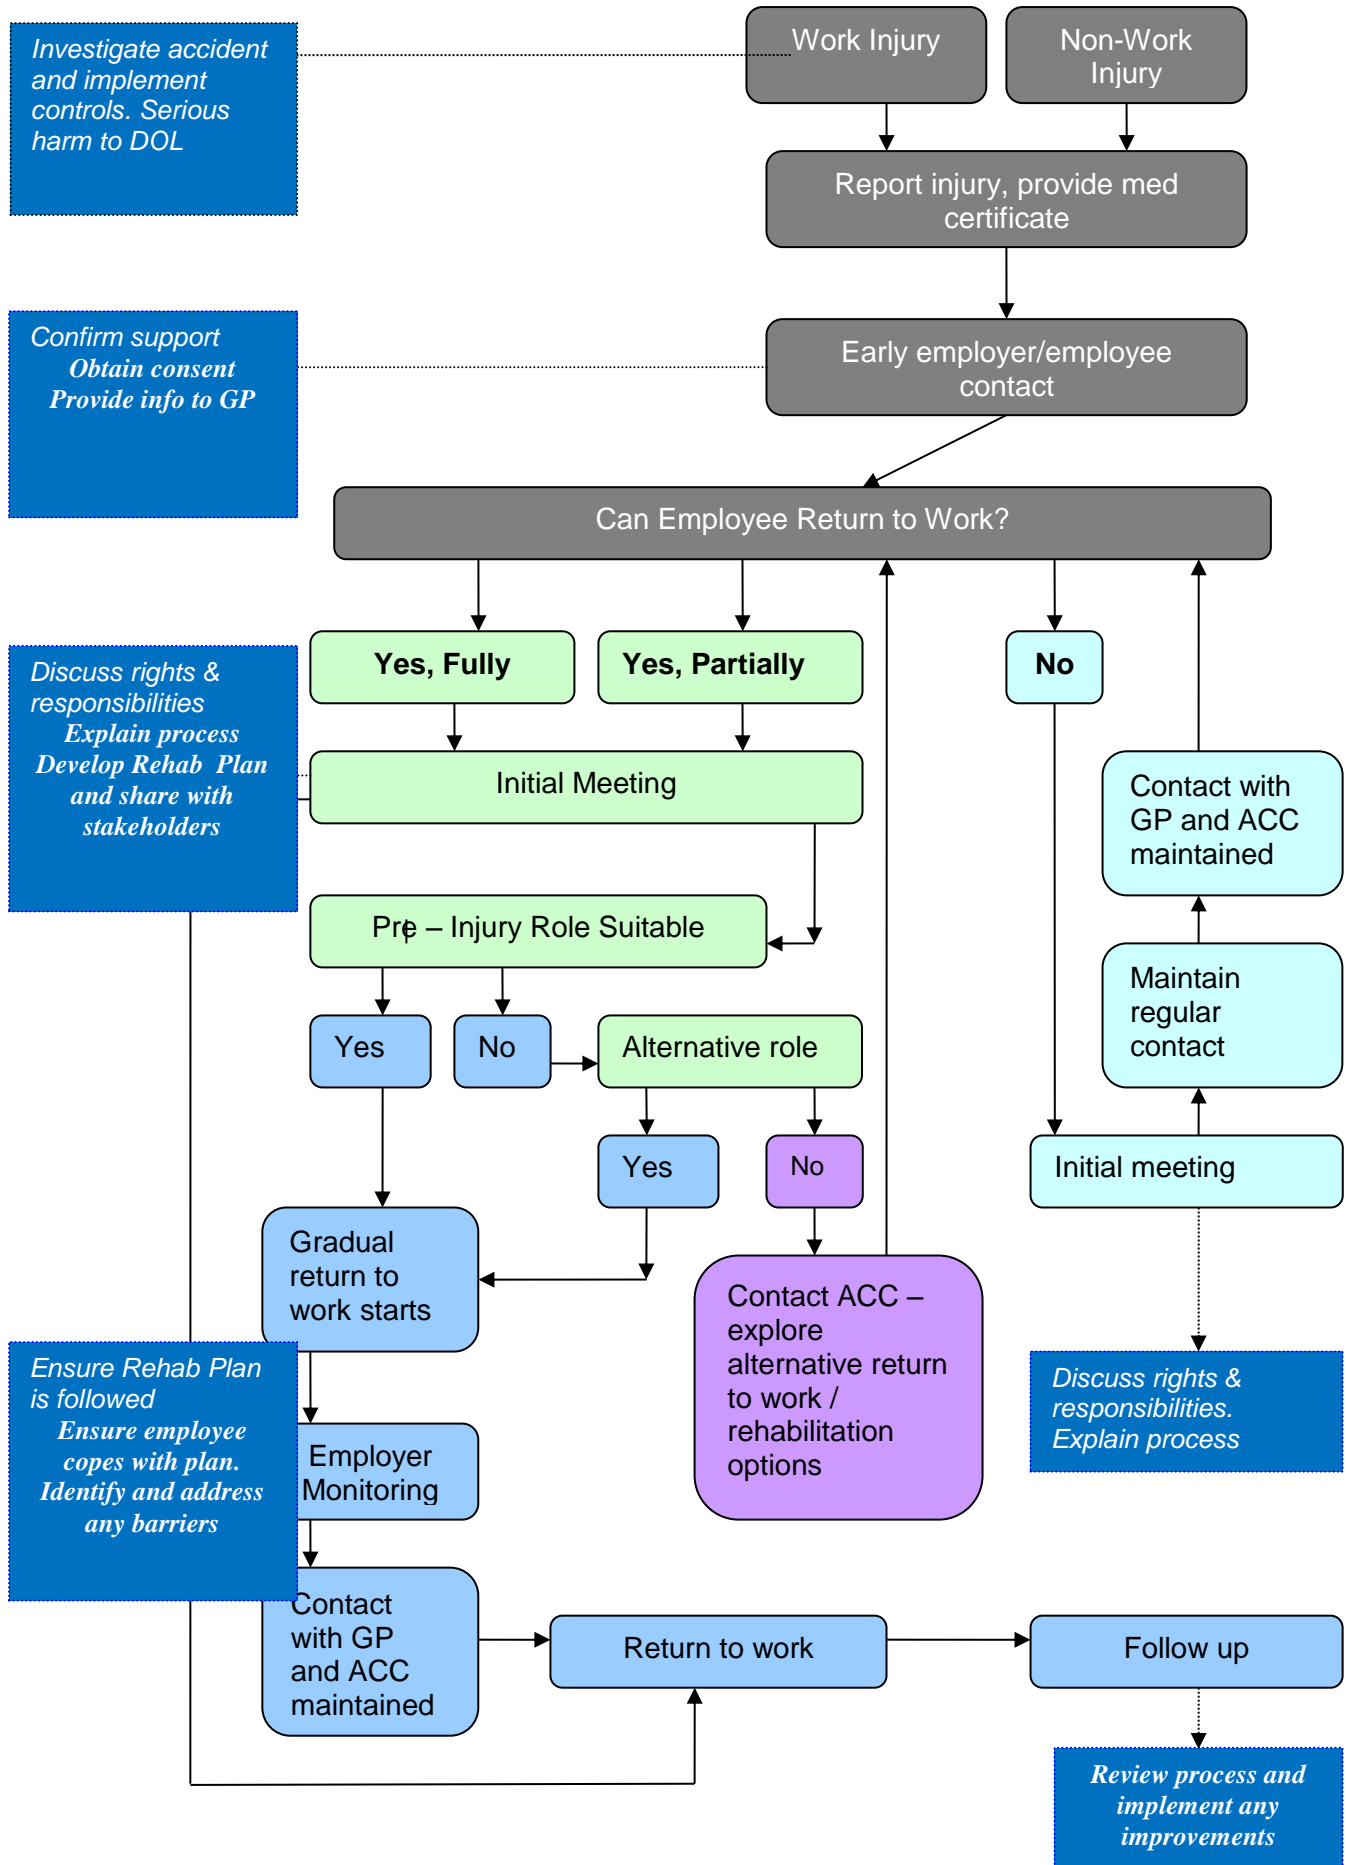 Investigate accident
and implement
controls. Serious
harm to DOL
Work Injury
Non-Work
Injury
Report injury, provide med
certificate
Confirm support
Obtain consent
Provide info to GP
Early employer/employee
contact
Can Employee Return to Work?
Yes, Fully
Yes, Partially
No
Discuss rights &
responsibilities
Explain process
Develop Rehab Plan
and share with
stakeholders
Initial Meeting
Contact with
GP and ACC
maintained
Pre – Injury Role Suitable
Maintain
regular
contact
Yes
No
Alternative role
Yes
No
Initial meeting
Gradual
return to
work starts
Contact ACC –
explore
alternative return
to work /
rehabilitation
options
Discuss rights &
responsibilities.
Explain process
Ensure Rehab Plan
is followed
Ensure employee
copes with plan.
Identify and address
any barriers
Employer
Monitoring
Contact
with GP
and ACC
maintained
Return to work
Follow up
Review process and
implement any
improvements